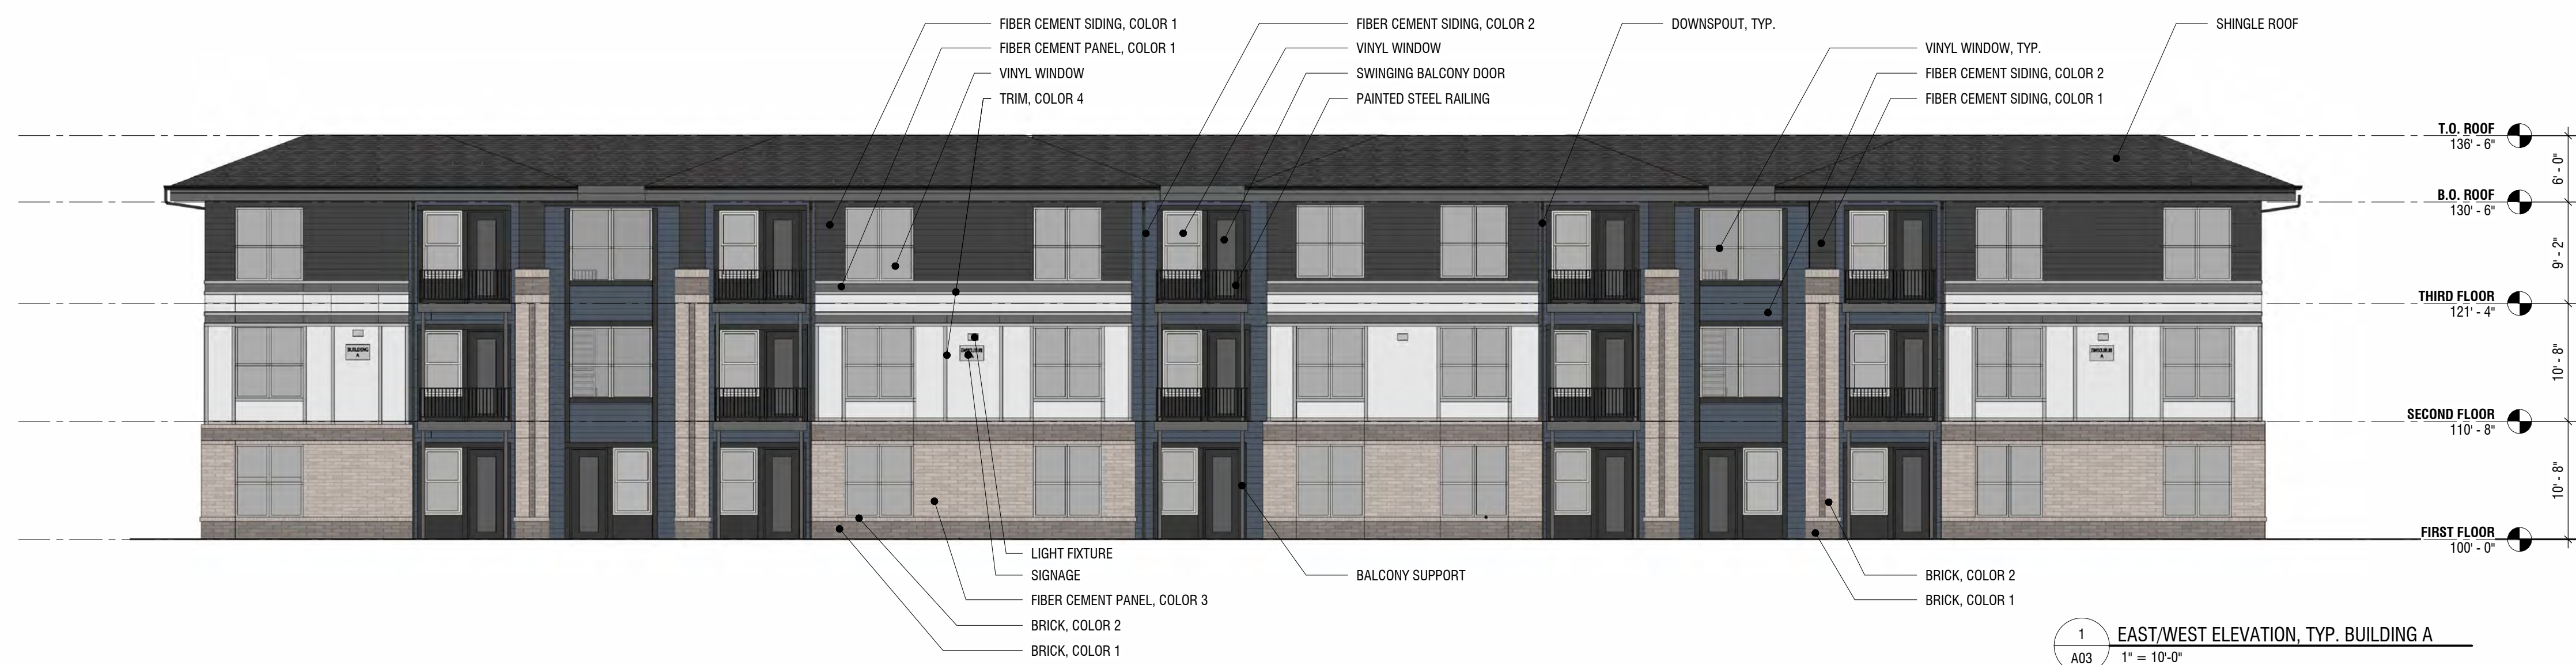 FIBER CEMENT SIDING, COLOR 1
FIBER CEMENT PANEL, COLOR 1
VINYL WINDOW
TRIM, COLOR 4
FIBER CEMENT SIDING, COLOR 2
VINYL WINDOW
SWINGING BALCONY DOOR
PAINTED STEEL RAILING
DOWNSPOUT, TYP.
VINYL WINDOW, TYP.
FIBER CEMENT SIDING, COLOR 2
FIBER CEMENT SIDING, COLOR 1
SHINGLE ROOF
T.O. ROOF
136' - 6"
6' - 0"
B.O. ROOF
130' - 6"
9' - 2"
THIRD FLOOR
121' - 4"
10' - 8"
SECOND FLOOR
110' - 8"
10' - 8"
FIRST FLOOR
100' - 0"
BUILDING
A
LIGHT FIXTURE
SIGNAGE
FIBER CEMENT PANEL, COLOR 3
BRICK, COLOR 2
BRICK, COLOR 1
BALCONY SUPPORT
BRICK, COLOR 2
BRICK, COLOR 1
1
A03
EAST/WEST ELEVATION, TYP. BUILDING A
1" = 10'-0"